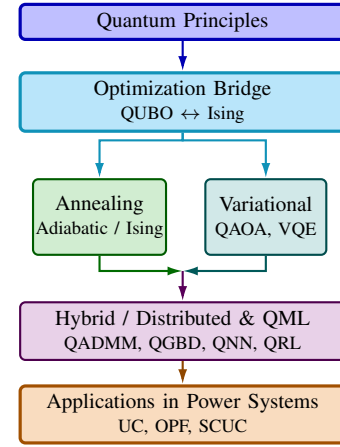 Quantum Principles
Optimization Bridge
QUBO ↔ Ising
Annealing
Adiabatic / Ising
Variational
QAOA, VQE
Hybrid / Distributed & QML
QADMM, QGBD, QNN, QRL
Applications in Power Systems
UC, OPF, SCUC